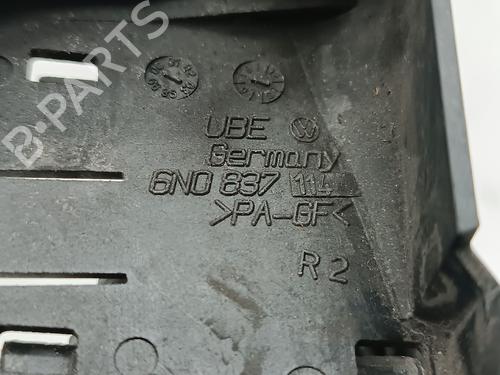 UBE
Germany
6N0 837 114
>PA-GF<
R 2
B-PARTS